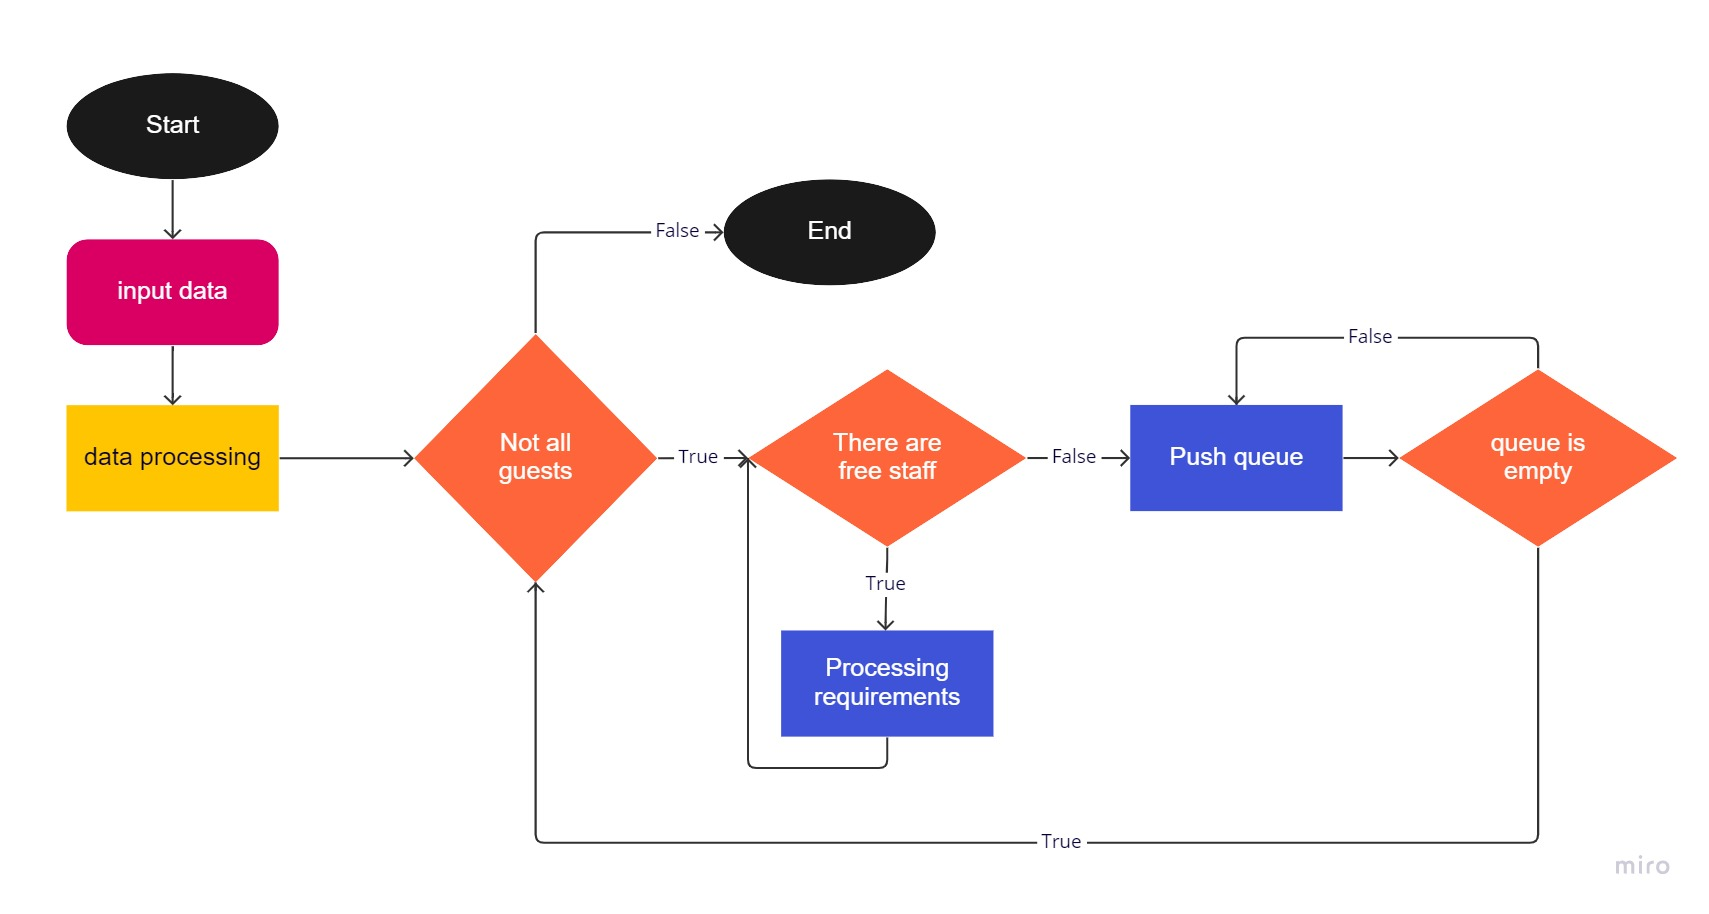 Start
input data
data processing
Not all
guests
False
End
True
There are
free staff
True
Processing
requirements
False
Push queue
False
queue is
empty
True
miro